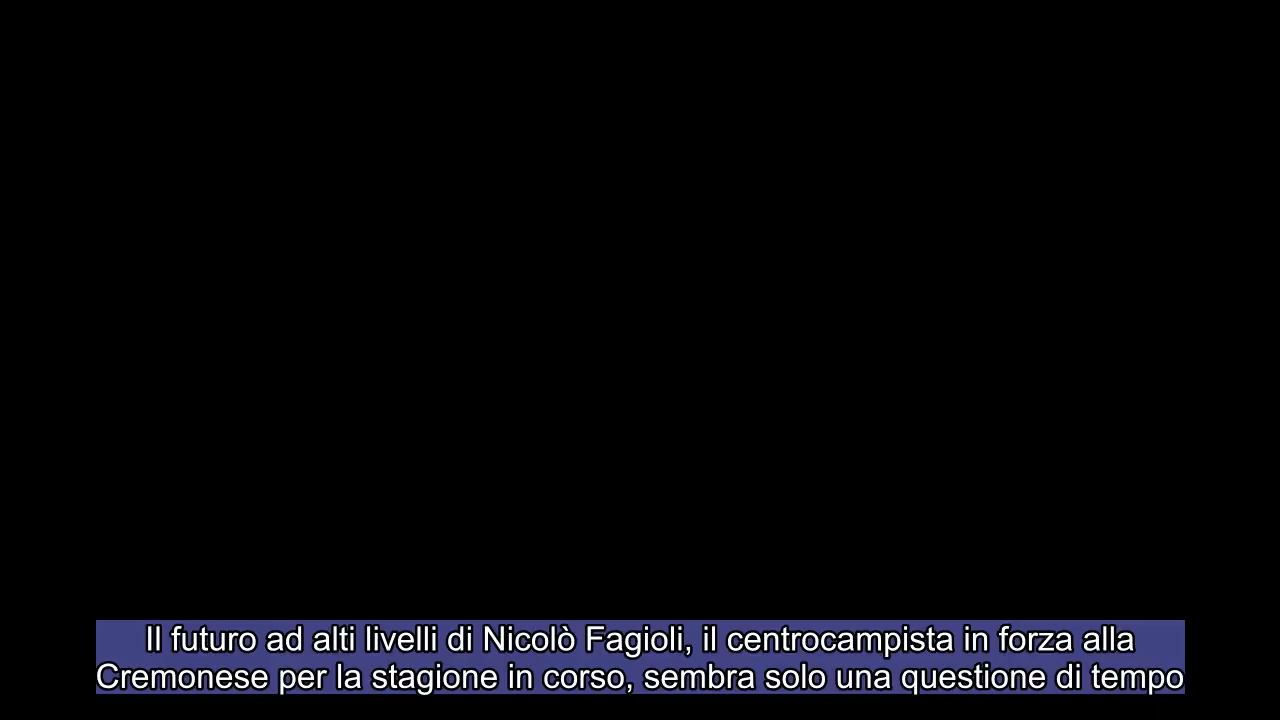 Il futuro ad alti livelli di Nicolò Fagioli, il centrocampista in forza alla
Cremonese per la stagione in corso, sembra solo una questione di tempo